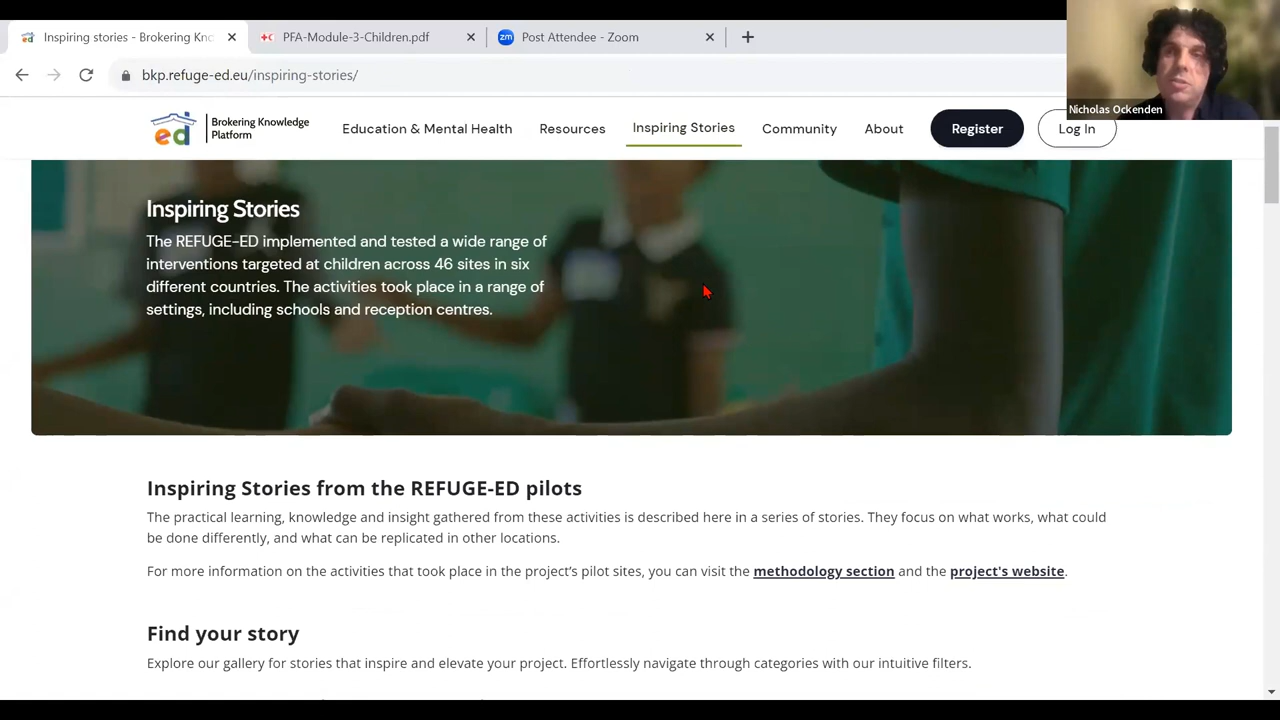 Inspiring stories - Brokering Kno
PFA-Module-3-Children.pdf
zm Post Attendee - Zoom
bkp.refuge-ed.eu/inspiring-stories/
Nicholas Ockenden
ed Brokering Knowledge
Platform
Education & Mental Health
Resources
Inspiring Stories
Community
About
Register
Log In
Inspiring Stories
The REFUGE-ED implemented and tested a wide range of
interventions targeted at children across 46 sites in six
different countries. The activities took place in a range of
settings, including schools and reception centres.
Inspiring Stories from the REFUGE-ED pilots
The practical learning, knowledge and insight gathered from these activities is described here in a series of stories. They focus on what works, what could
be done differently, and what can be replicated in other locations.
For more information on the activities that took place in the project's pilot sites, you can visit the methodology section and the project's website.
Find your story
Explore our gallery for stories that inspire and elevate your project. Effortlessly navigate through categories with our intuitive filters.